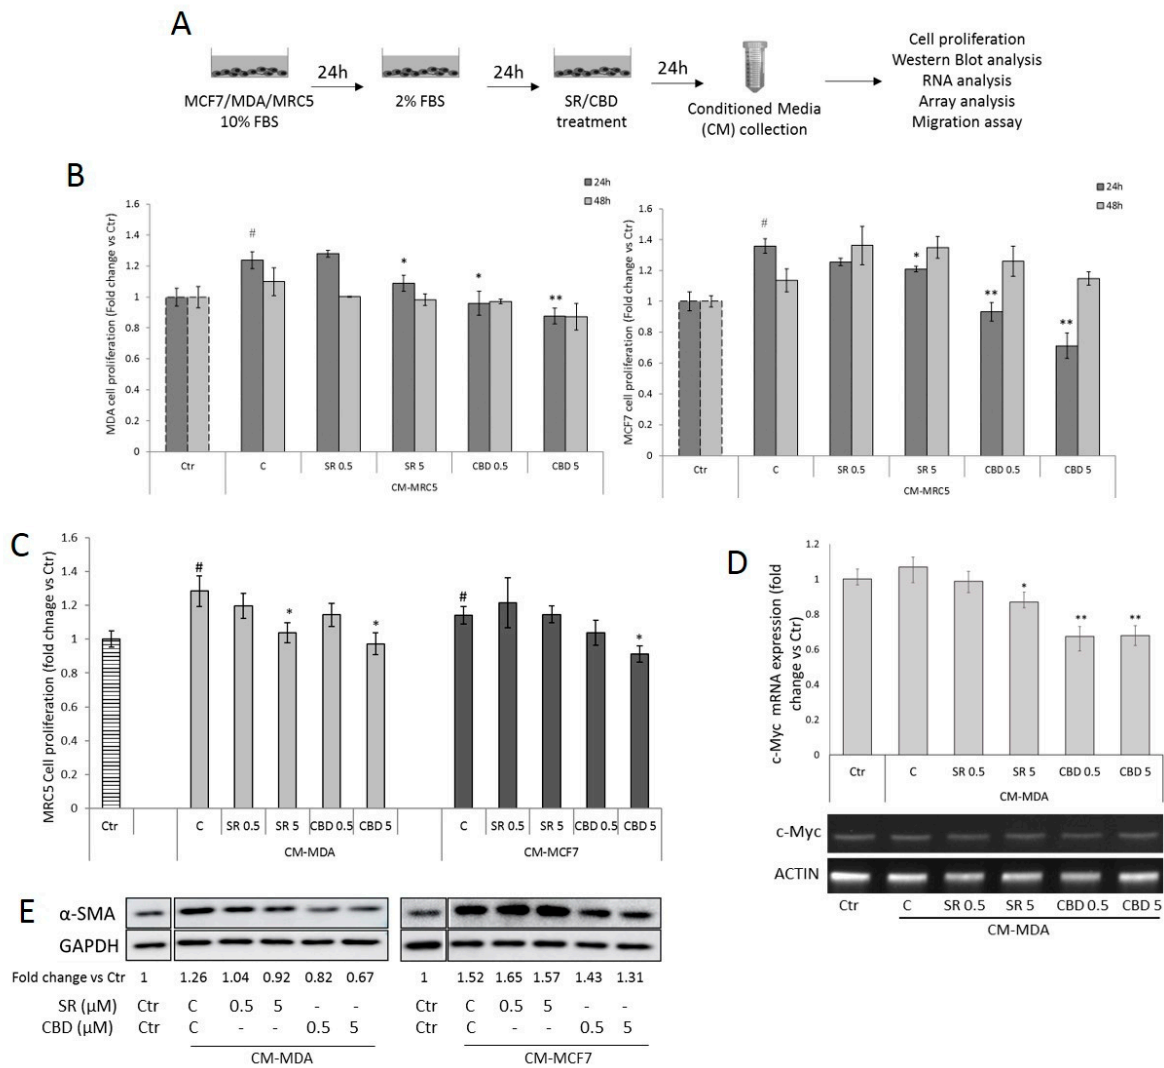 A
24h
24h
24h
MCF7/MDA/MRC5
10% FBS
2% FBS
SR/CBD
treatment
Conditioned Media
(CM) collection
Cell proliferation
Western Blot analysis
RNA analysis
Array analysis
Migration assay
B
24h
48h
MDA cell proliferation (Fold change vs Ctr)
1.6
1.4
1.2
1
0.8
0.6
0.4
0.2
0
#
*
*
**
Ctr C SR 0.5 SR 5 CBD 0.5 CBD 5
CM-MRC5
24h
48h
MCF7 cell proliferation (Fold change vs Ctr)
1.6
1.4
1.2
1
0.8
0.6
0.4
0.2
0
#
*
**
**
Ctr C SR 0.5 SR 5 CBD 0.5 CBD 5
CM-MRC5
C
MRC5 Cell proliferation (fold chnage vs Ctr)
1.6
1.4
1.2
1
0.8
0.6
0.4
0.2
0
#
*
*
#
*
Ctr C SR 0.5 SR 5 CBD 0.5 CBD 5 C SR 0.5 SR 5 CBD 0.5 CBD 5
CM-MDA CM-MCF7
D
c-Myc mRNA expression (fold
change vs Ctr)
1.2
1
0.8
0.6
0.4
0.2
0
*
**
**
Ctr C SR 0.5 SR 5 CBD 0.5 CBD 5
CM-MDA
c-Myc
ACTIN
Ctr C SR 0.5 SR 5 CBD 0.5 CBD 5
CM-MDA
E
α-SMA
GAPDH
Fold change vs Ctr 1 1.26 1.04 0.92 0.82 0.67 1 1.52 1.65 1.57 1.43 1.31
SR (μM) Ctr C 0.5 5 - - Ctr C 0.5 5 - -
CBD (μM) Ctr C - - 0.5 5 Ctr C - - 0.5 5
CM-MDA CM-MCF7